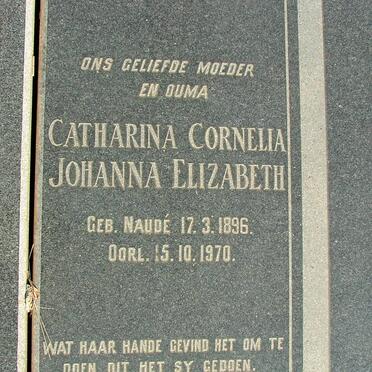 ONS GELIEFDE MOEDER
EN OUMA
CATHARINA CORNELIA
JOHANNA ELIZABETH
GEB. NAUDÉ 17.3.1896.
OORL. 15.10.1970.
WAT HAAR HANDE GEVIND HET OM TE
DOEN DIT HET SY GEDOEN.